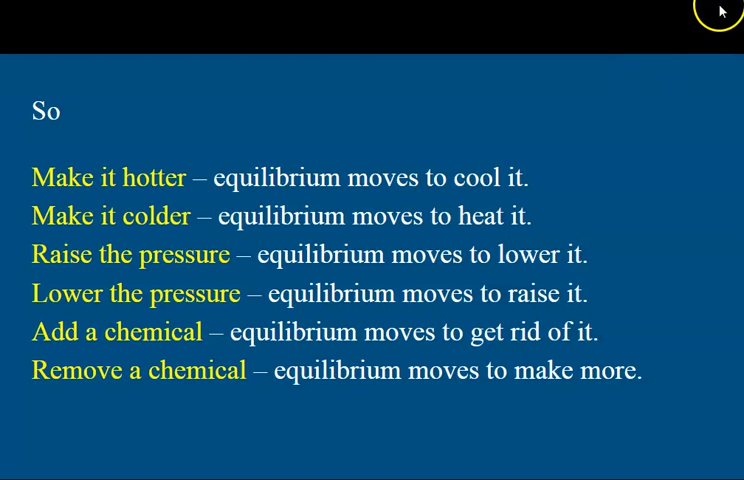 So
Make it hotter – equilibrium moves to cool it.
Make it colder – equilibrium moves to heat it.
Raise the pressure – equilibrium moves to lower it.
Lower the pressure – equilibrium moves to raise it.
Add a chemical – equilibrium moves to get rid of it.
Remove a chemical – equilibrium moves to make more.